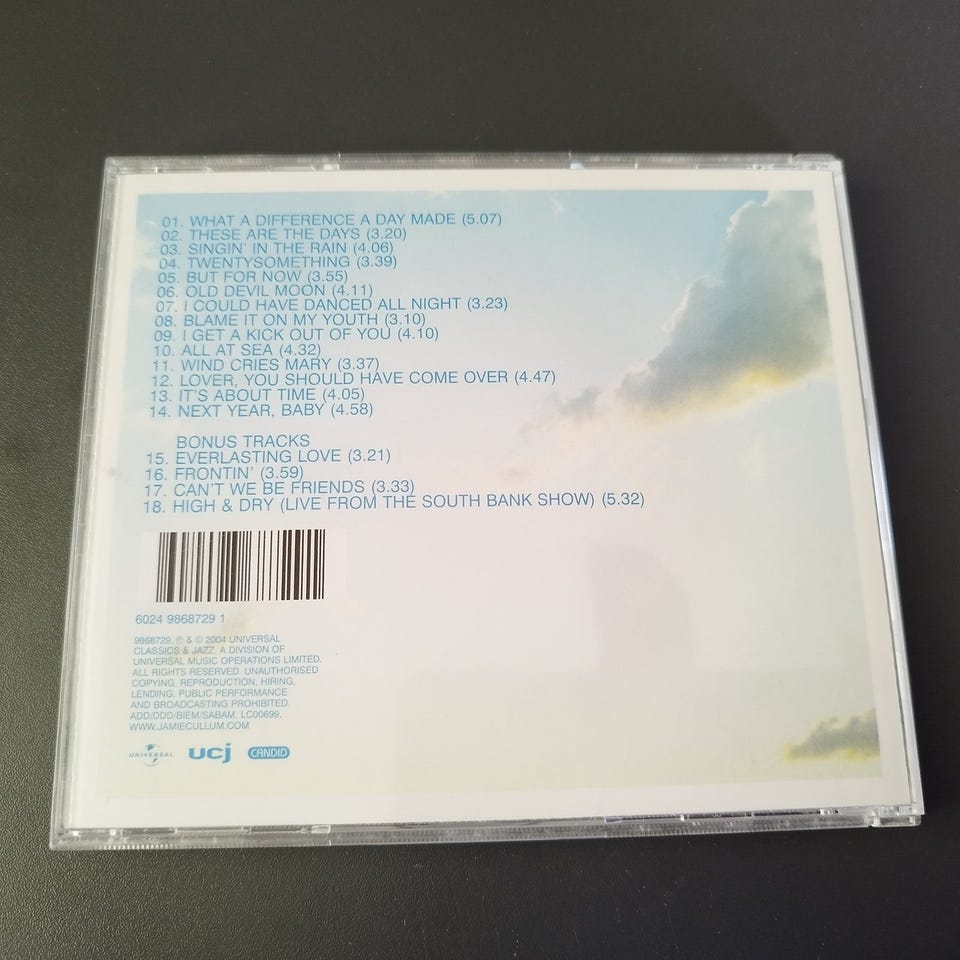 01. WHAT A DIFFERENCE A DAY MADE (5.07)
02. THESE ARE THE DAYS (3.20)
03. SINGIN' IN THE RAIN (4.06)
04. TWENTYSOMETHING (3.39)
05. BUT FOR NOW (3.55)
06. OLD DEVIL MOON (4.11)
07. I COULD HAVE DANCED ALL NIGHT (3.23)
08. BLAME IT ON MY YOUTH (3.10)
09. I GET A KICK OUT OF YOU (4.10)
10. ALL AT SEA (4.32)
11. WIND CRIES MARY (3.37)
12. LOVER, YOU SHOULD HAVE COME OVER (4.47)
13. IT'S ABOUT TIME (4.05)
14. NEXT YEAR, BABY (4.58)
BONUS TRACKS
15. EVERLASTING LOVE (3.21)
16. FRONTIN' (3.59)
17. CAN'T WE BE FRIENDS (3.33)
18. HIGH & DRY (LIVE FROM THE SOUTH BANK SHOW) (5.32)
6024 9868729 1
9868729, ℗ & © 2004 UNIVERSAL
CLASSICS & JAZZ, A DIVISION OF
UNIVERSAL MUSIC OPERATIONS LIMITED.
ALL RIGHTS RESERVED. UNAUTHORISED
COPYING, REPRODUCTION, HIRING,
LENDING, PUBLIC PERFORMANCE
AND BROADCASTING PROHIBITED.
ADD/DDD/BIEM/SABAM. LC00699.
WWW.JAMIECULLUM.COM
UNIVERSAL ucj CANDID